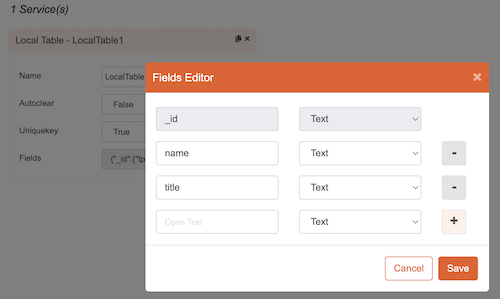 1 Service(s)
Local Table - LocalTable1
Name LocalTable
Autoclear False
Uniquekey True
Fields {"_id":{"tp
Fields Editor ×
_id Text
name Text -
title Text -
Open Text Text +
Cancel Save